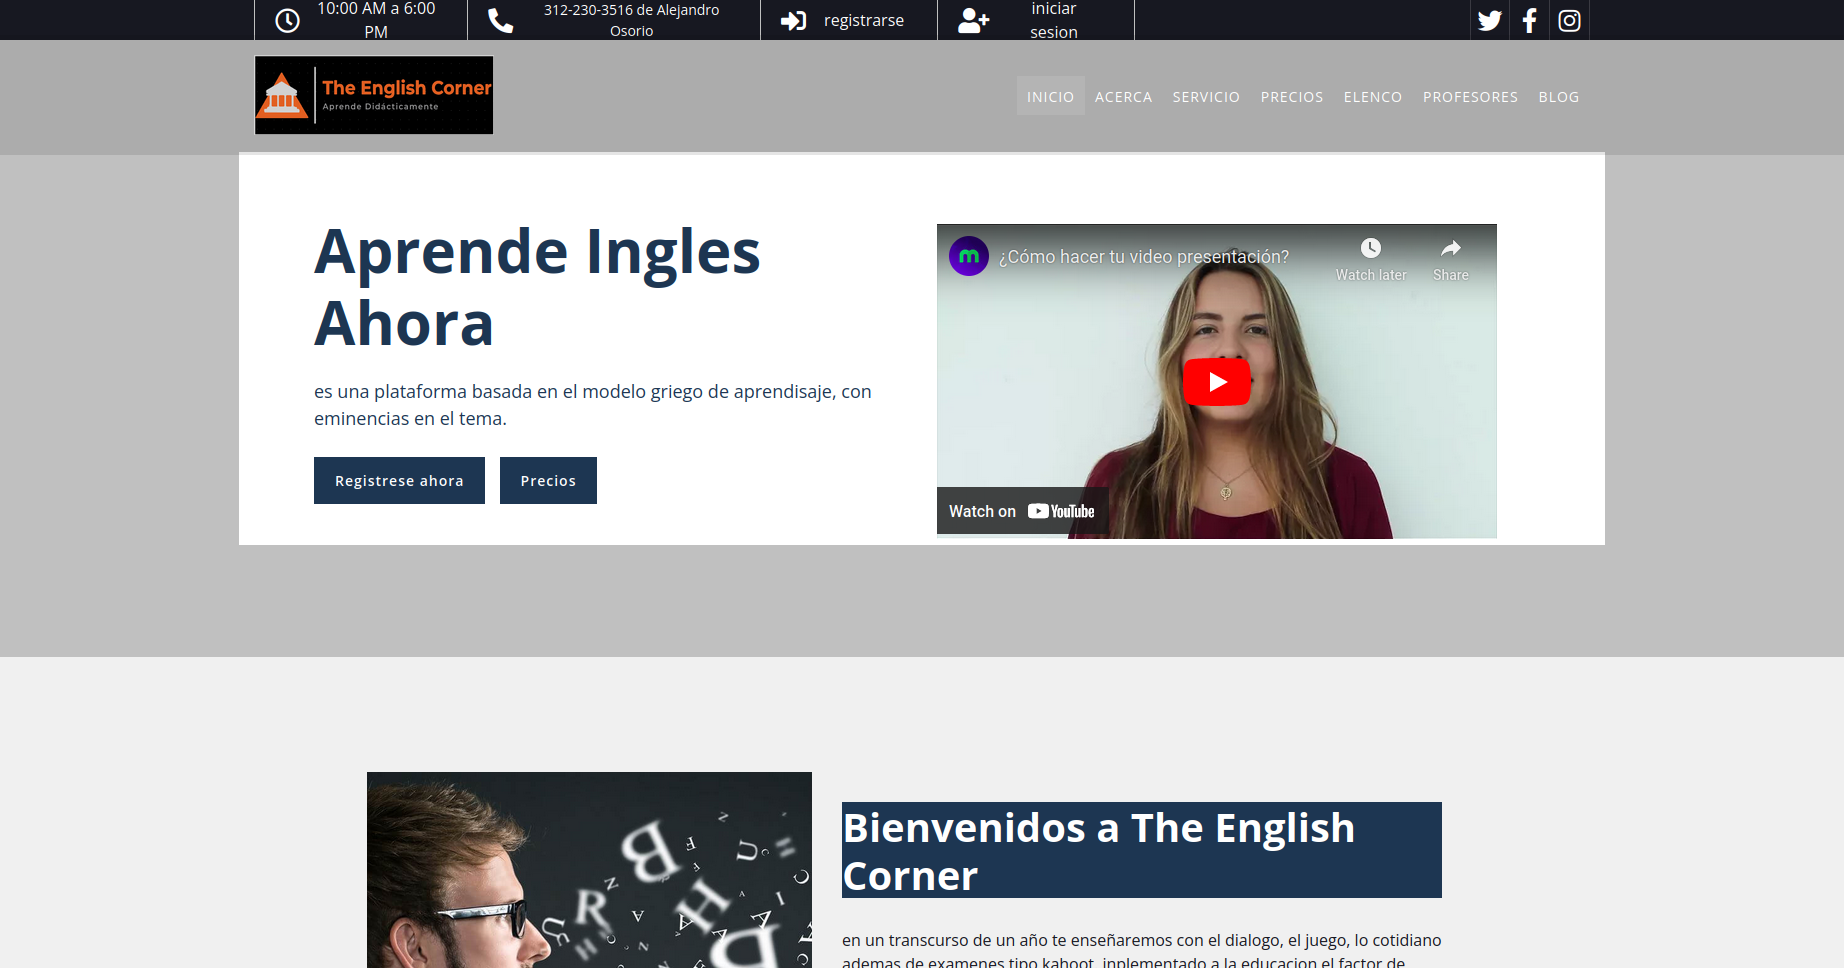 10:00 AM a 6:00
PM
312-230-3516 de Alejandro
Osorio
registrarse
iniciar
sesion
The English Corner
Aprende Didácticamente
INICIO
ACERCA
SERVICIO
PRECIOS
ELENCO
PROFESORES
BLOG
Aprende Ingles
Ahora
es una plataforma basada en el modelo griego de aprendisaje, con
eminencias en el tema.
Registrese ahora
Precios
¿Cómo hacer tu video presentación?
Watch later
Share
Watch on YouTube
Bienvenidos a The English
Corner
en un transcurso de un año te enseñaremos con el dialogo, el juego, lo cotidiano
ademas de examenes tipo kahoot, inplementado a la educacion el factor de